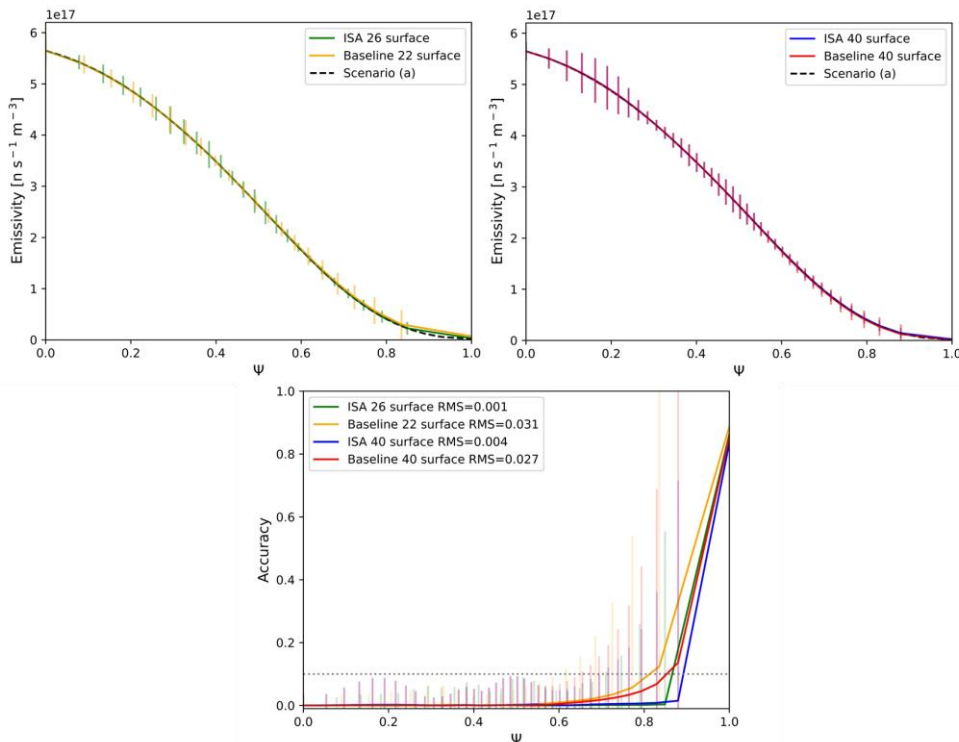 1e17
Emissivity [n s⁻¹ m⁻³]
6
5
4
3
2
1
0
0.0 0.2 0.4 0.6 0.8 1.0
Ψ
ISA 26 surface
Baseline 22 surface
Scenario (a)
1e17
Emissivity [n s⁻¹ m⁻³]
6
5
4
3
2
1
0
0.0 0.2 0.4 0.6 0.8 1.0
Ψ
ISA 40 surface
Baseline 40 surface
Scenario (a)
Accuracy
1.0
0.8
0.6
0.4
0.2
0.0
0.0 0.2 0.4 0.6 0.8 1.0
Ψ
ISA 26 surface RMS=0.001
Baseline 22 surface RMS=0.031
ISA 40 surface RMS=0.004
Baseline 40 surface RMS=0.027